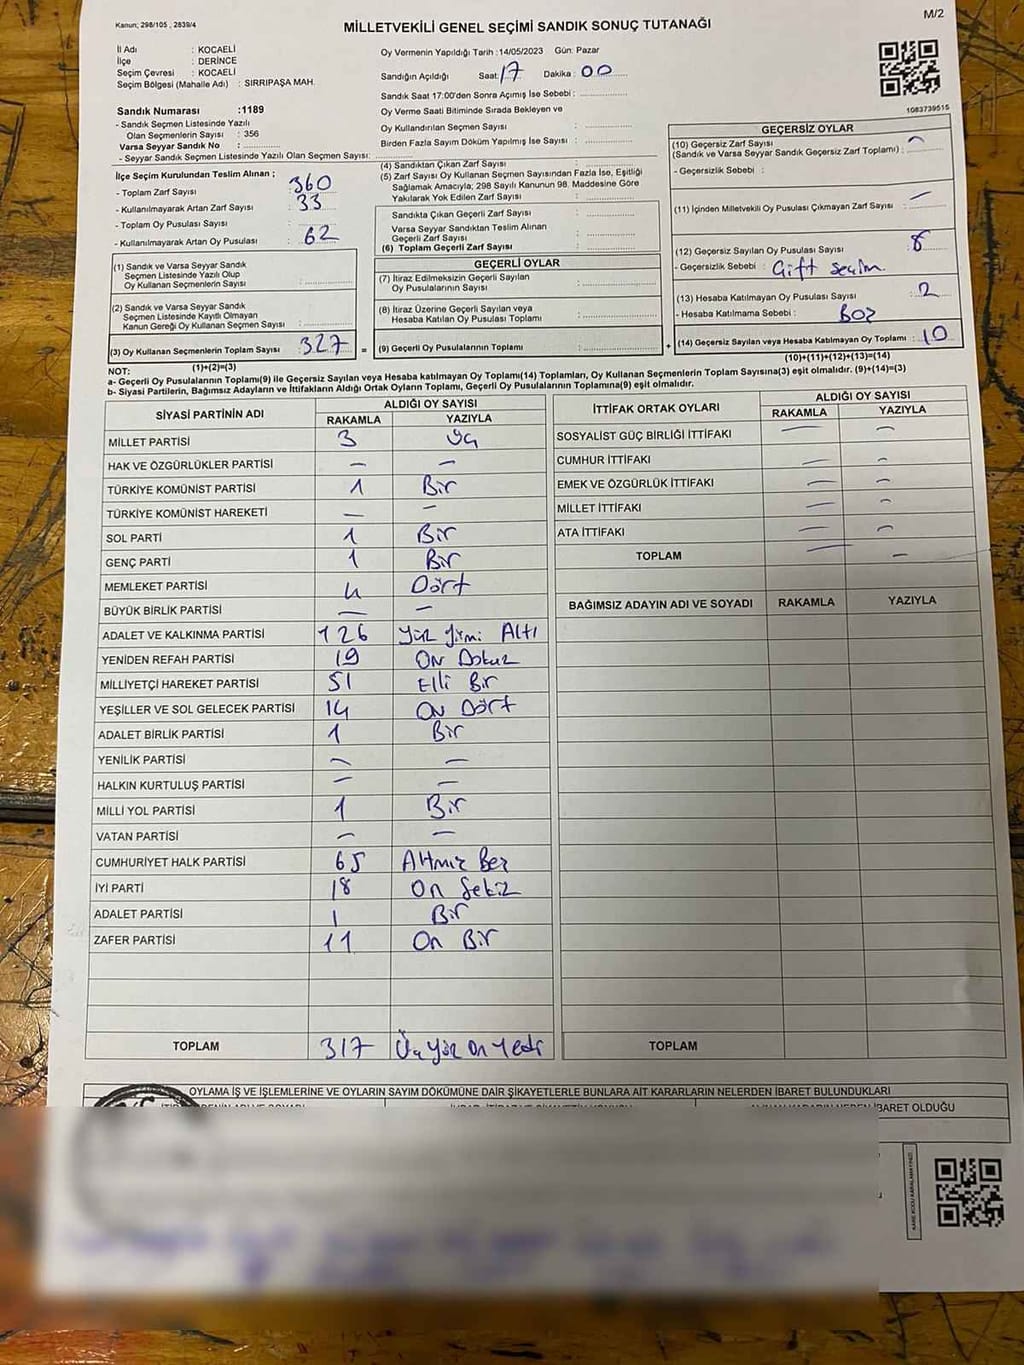 M/2
Kanun; 298/105 , 2839/4
MİLLETVEKİLİ GENEL SEÇİMİ SANDIK SONUÇ TUTANAĞI
İl Adı : KOCAELİ
İlçe : DERİNCE
Seçim Çevresi : KOCAELİ
Seçim Bölgesi (Mahalle Adı) : SIRRIPAŞA MAH.
Sandık Numarası :1189
- Sandık Seçmen Listesinde Yazılı
Olan Seçmenlerin Sayısı : 356
Varsa Seyyar Sandık No :
- Seyyar Sandık Seçmen Listesinde Yazılı Olan Seçmen Sayısı:
İlçe Seçim Kurulundan Teslim Alınan ;
- Toplam Zarf Sayısı : 360
- Kullanılmayarak Artan Zarf Sayısı : 33
- Toplam Oy Pusulası Sayısı :
- Kullanılmayarak Artan Oy Pusulası : 62
(1) Sandık ve Varsa Seyyar Sandık
Seçmen Listesinde Yazılı Olup
Oy Kullanan Seçmenlerin Sayısı :
(2) Sandık ve Varsa Seyyar Sandık
Seçmen Listesinde Kayıtlı Olmayan
Kanun Gereği Oy Kullanan Seçmen Sayısı :
(3) Oy Kullanan Seçmenlerin Toplam Sayısı : 327 =
(1)+(2)=(3)
Oy Vermenin Yapıldığı Tarih :14/05/2023 Gün: Pazar
Sandığın Açıldığı Saat: 17 Dakika : 00
Sandık Saat 17:00'den Sonra Açımış İse Sebebi :
Oy Verme Saati Bitiminde Sırada Bekleyen ve
Oy Kullandırılan Seçmen Sayısı :
Birden Fazla Sayım Döküm Yapılmış İse Sayısı :
(4) Sandıktan Çıkan Zarf Sayısı :
(5) Zarf Sayısı Oy Kullanan Seçmen Sayısından Fazla İse, Eşitliği
Sağlamak Amacıyla; 298 Sayılı Kanunun 98. Maddesine Göre
Yakılarak Yok Edilen Zarf Sayısı :
Sandıkta Çıkan Geçerli Zarf Sayısı :
Varsa Seyyar Sandıktan Teslim Alınan
Geçerli Zarf Sayısı :
(6) Toplam Geçerli Zarf Sayısı :
GEÇERLİ OYLAR
(7) İtiraz Edilmeksizin Geçerli Sayılan
Oy Pusulalarının Sayısı :
(8) İtiraz Üzerine Geçerli Sayılan veya
Hesaba Katılan Oy Pusulası Toplamı :
(9) Geçerli Oy Pusulalarının Toplamı : +
1083739515
GEÇERSİZ OYLAR
(10) Geçersiz Zarf Sayısı
(Sandık ve Varsa Seyyar Sandık Geçersiz Zarf Toplamı) : -
- Geçersizlik Sebebi :
(11) İçinden Milletvekili Oy Pusulası Çıkmayan Zarf Sayısı : -
(12) Geçersiz Sayılan Oy Pusulası Sayısı : 8
- Geçersizlik Sebebi : Çift seçim
(13) Hesaba Katılmayan Oy Pusulası Sayısı : 2
- Hesaba Katılmama Sebebi : Boş
(14) Geçersiz Sayılan veya Hesaba Katılmayan Oy Toplamı : 10
(10)+(11)+(12)+(13)=(14)
NOT:
a- Geçerli Oy Pusulalarının Toplamı(9) ile Geçersiz Sayılan veya Hesaba katılmayan Oy Toplamı(14) Toplamları, Oy Kullanan Seçmenlerin Toplam Sayısına(3) eşit olmalıdır. (9)+(14)=(3)
b- Siyasi Partilerin, Bağımsız Adayların ve İttifakların Aldığı Ortak Oyların Toplamı, Geçerli Oy Pusulalarının Toplamına(9) eşit olmalıdır.
SİYASİ PARTİNİN ADI ALDIĞI OY SAYISI
RAKAMLA YAZIYLA
MİLLET PARTİSİ 3 Üç
HAK VE ÖZGÜRLÜKLER PARTİSİ - -
TÜRKİYE KOMÜNİST PARTİSİ 1 Bir
TÜRKİYE KOMÜNİST HAREKETİ - -
SOL PARTİ 1 Bir
GENÇ PARTİ 1 Bir
MEMLEKET PARTİSİ 4 Dört
BÜYÜK BİRLİK PARTİSİ - -
ADALET VE KALKINMA PARTİSİ 126 Yüz yirmi Altı
YENİDEN REFAH PARTİSİ 19 On Dokuz
MİLLİYETÇİ HAREKET PARTİSİ 51 Elli Bir
YEŞİLLER VE SOL GELECEK PARTİSİ 14 On Dört
ADALET BİRLİK PARTİSİ 1 Bir
YENİLİK PARTİSİ - -
HALKIN KURTULUŞ PARTİSİ - -
MİLLİ YOL PARTİSİ 1 Bir
VATAN PARTİSİ - -
CUMHURİYET HALK PARTİSİ 65 Altmış Beş
İYİ PARTİ 18 On Sekiz
ADALET PARTİSİ 1 Bir
ZAFER PARTİSİ 11 On Bir
TOPLAM 317 Üç yüz On Yedi
İTTİFAK ORTAK OYLARI ALDIĞI OY SAYISI
RAKAMLA YAZIYLA
SOSYALİST GÜÇ BİRLİĞİ İTTİFAKI - -
CUMHUR İTTİFAKI - -
EMEK VE ÖZGÜRLÜK İTTİFAKI - -
MİLLET İTTİFAKI - -
ATA İTTİFAKI - -
TOPLAM - -
BAĞIMSIZ ADAYIN ADI VE SOYADI RAKAMLA YAZIYLA
TOPLAM
OYLAMA İŞ VE İŞLEMLERİNE VE OYLARIN SAYIM DÖKÜMÜNE DAİR ŞİKAYETLERLE BUNLARA AİT KARARLARIN NELERDEN İBARET BULUNDUKLARI
İBARET OLDUĞU